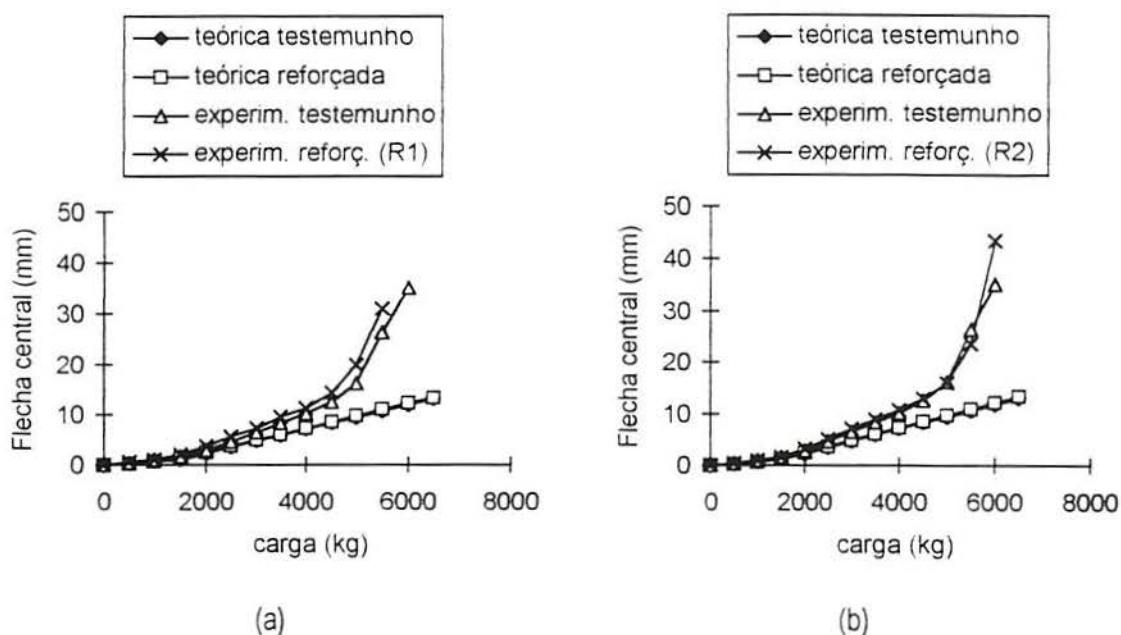 teórica testemunho
teórica reforçada
experim. testemunho
experim. reforç. (R1)
Flecha central (mm)
50
40
30
20
10
0
0 2000 4000 6000 8000
carga (kg)
(a)
teórica testemunho
teórica reforçada
experim. testemunho
experim. reforç. (R2)
Flecha central (mm)
50
40
30
20
10
0
0 2000 4000 6000 8000
carga (kg)
(b)